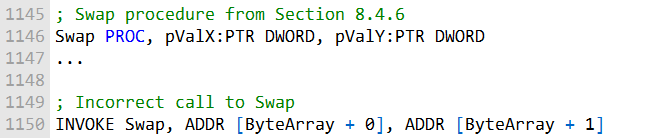 1145 ; Swap procedure from Section 8.4.6
1146 Swap PROC, pValX:PTR DWORD, pValY:PTR DWORD
1147 ...
1148
1149 ; Incorrect call to Swap
1150 INVOKE Swap, ADDR [ByteArray + 0], ADDR [ByteArray + 1]